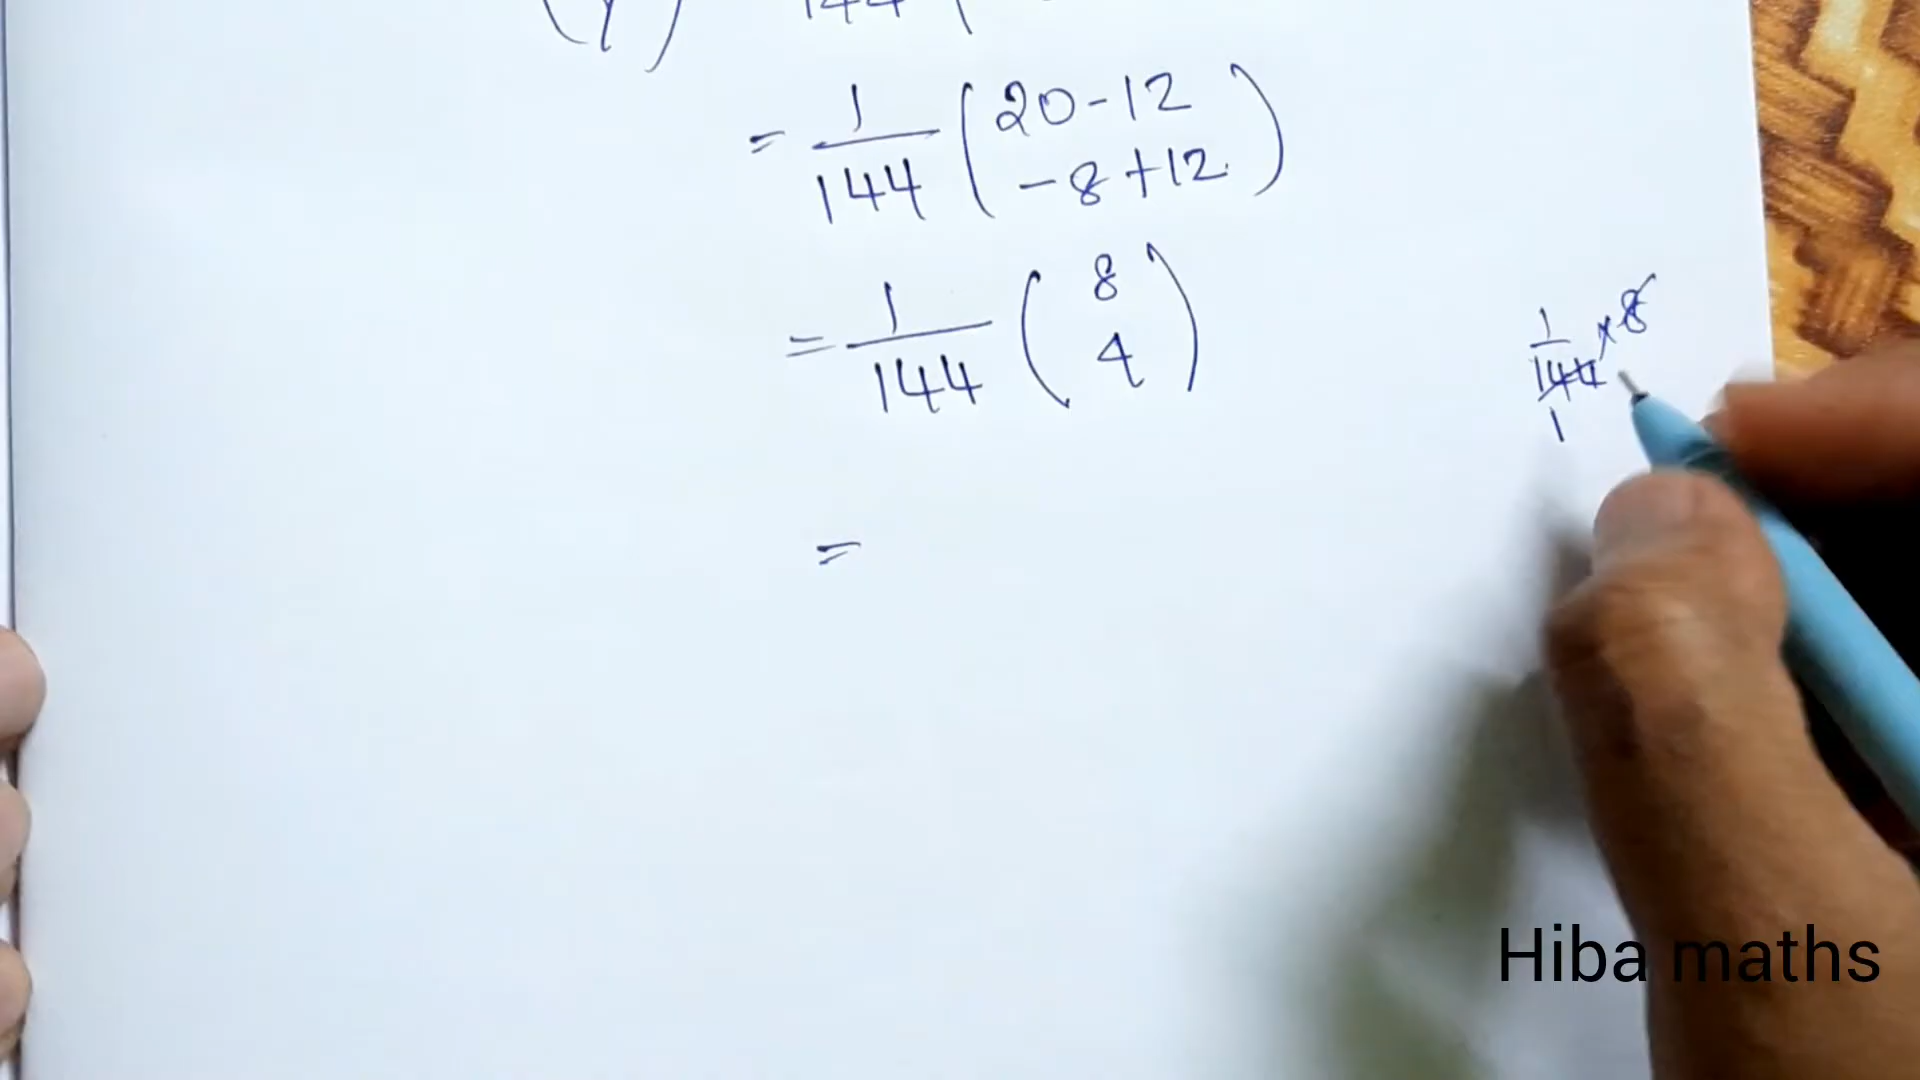 = 1/144 ( 20-12
-8+12 )
= 1/144 ( 8
4 )
1/144 × 8
1
=
Hiba maths